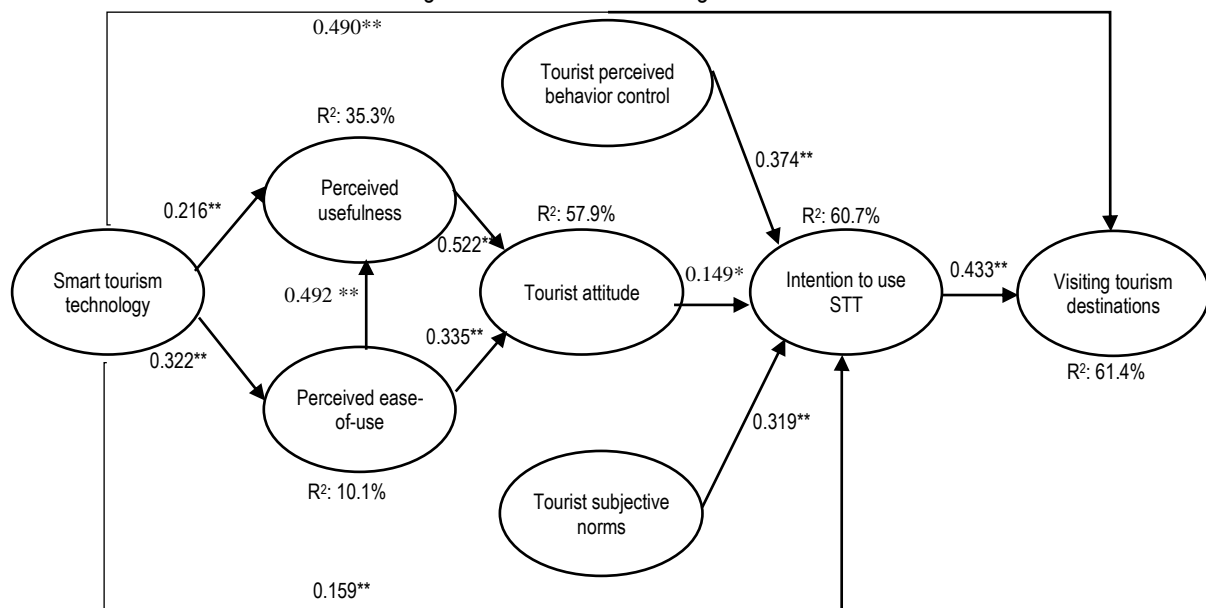 0.490**
Tourist perceived
behavior control
R²: 35.3%
0.374**
Perceived
usefulness
0.216**
R²: 57.9%
R²: 60.7%
0.522**
0.433**
Smart tourism
technology
Tourist attitude
0.149*
Intention to use
STT
Visiting tourism
destinations
0.492 **
0.335**
0.322**
R²: 61.4%
Perceived ease-
of-use
0.319**
R²: 10.1%
Tourist subjective
norms
0.159**